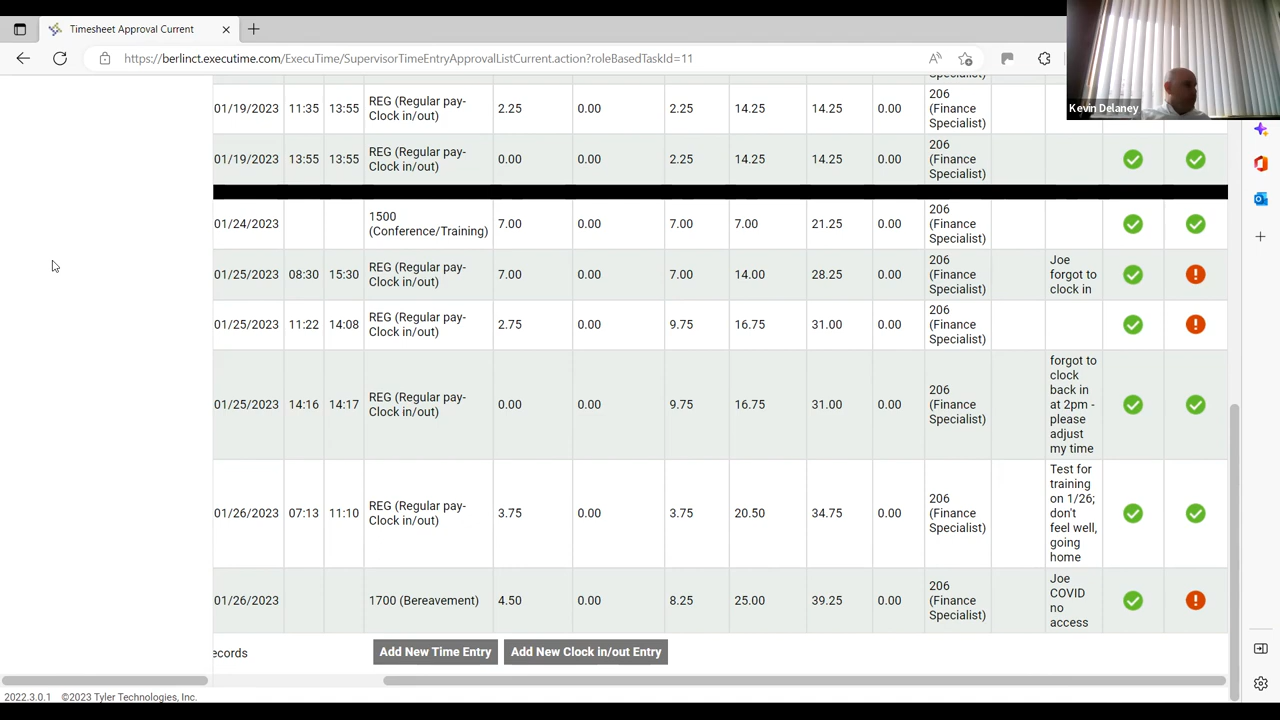 Timesheet Approval Current
https://berlinct.executime.com/ExecuTime/SupervisorTimeEntryApprovalListCurrent.action?roleBasedTaskId=11
Kevin Delaney
Specialist)
01/19/2023 11:35 13:55 REG (Regular pay- 2.25 0.00 2.25 14.25 14.25 0.00 206
Clock in/out) (Finance
Specialist)
01/19/2023 13:55 13:55 REG (Regular pay- 0.00 0.00 2.25 14.25 14.25 0.00 206
Clock in/out) (Finance
Specialist)
01/24/2023 1500 7.00 0.00 7.00 7.00 21.25 0.00 206
(Conference/Training) (Finance
Specialist)
01/25/2023 08:30 15:30 REG (Regular pay- 7.00 0.00 7.00 14.00 28.25 0.00 206 Joe
Clock in/out) (Finance forgot to
Specialist) clock in
01/25/2023 11:22 14:08 REG (Regular pay- 2.75 0.00 9.75 16.75 31.00 0.00 206
Clock in/out) (Finance
Specialist)
forgot to
clock
01/25/2023 14:16 14:17 REG (Regular pay- 0.00 0.00 9.75 16.75 31.00 0.00 206 back in
Clock in/out) (Finance at 2pm -
Specialist) please
adjust
my time
Test for
training
01/26/2023 07:13 11:10 REG (Regular pay- 3.75 0.00 3.75 20.50 34.75 0.00 206 on 1/26;
Clock in/out) (Finance don't
Specialist) feel well,
going
home
01/26/2023 1700 (Bereavement) 4.50 0.00 8.25 25.00 39.25 0.00 206 Joe
(Finance COVID
Specialist) no
access
ecords Add New Time Entry Add New Clock in/out Entry
2022.3.0.1 ©2023 Tyler Technologies, Inc.